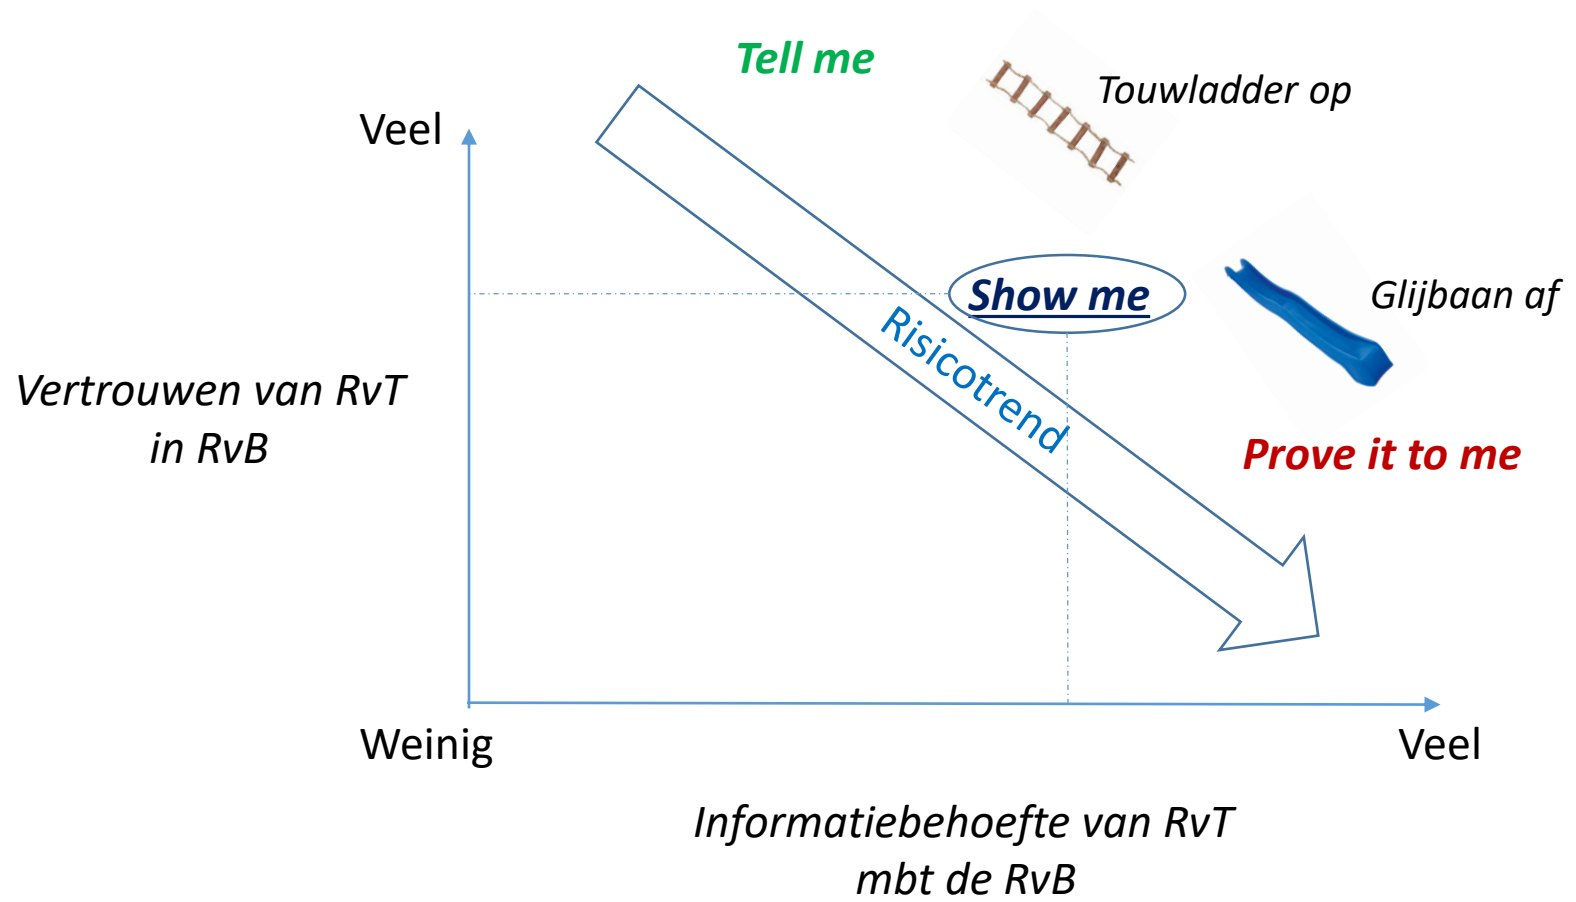 Tell me
Touwladder op
Veel
Show me
Glijbaan af
Risicotrend
Vertrouwen van RvT
in RvB
Prove it to me
Weinig
Veel
Informatiebehoefte van RvT
mbt de RvB